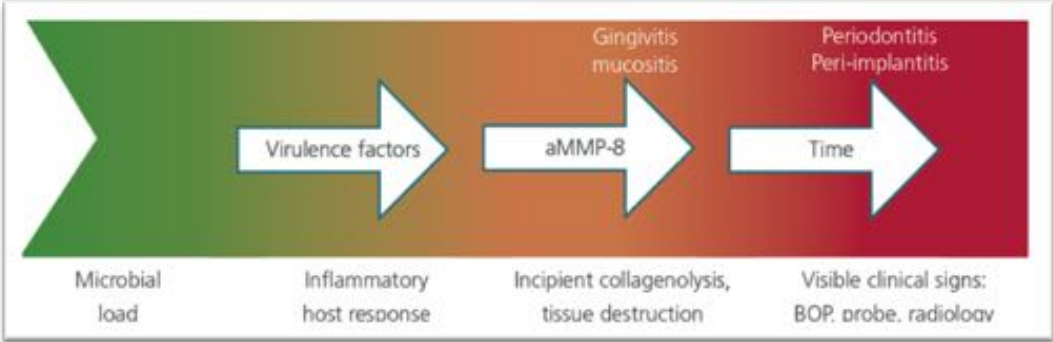 Gingivitis
mucositis
Periodontitis
Peri-implantitis
Virulence factors
aMMP-8
Time
Microbial
load
Inflammatory
host response
Incipient collagenolysis,
tissue destruction
Visible clinical signs:
BOP, probe, radiology